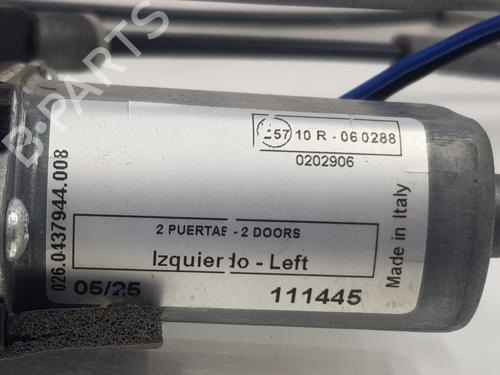 B-PARTS
026.0437944.008
57 10 R - 06 0288
0202906
2 PUERTAS - 2 DOORS
Izquierdo - Left
05/25
111445
Made in Italy